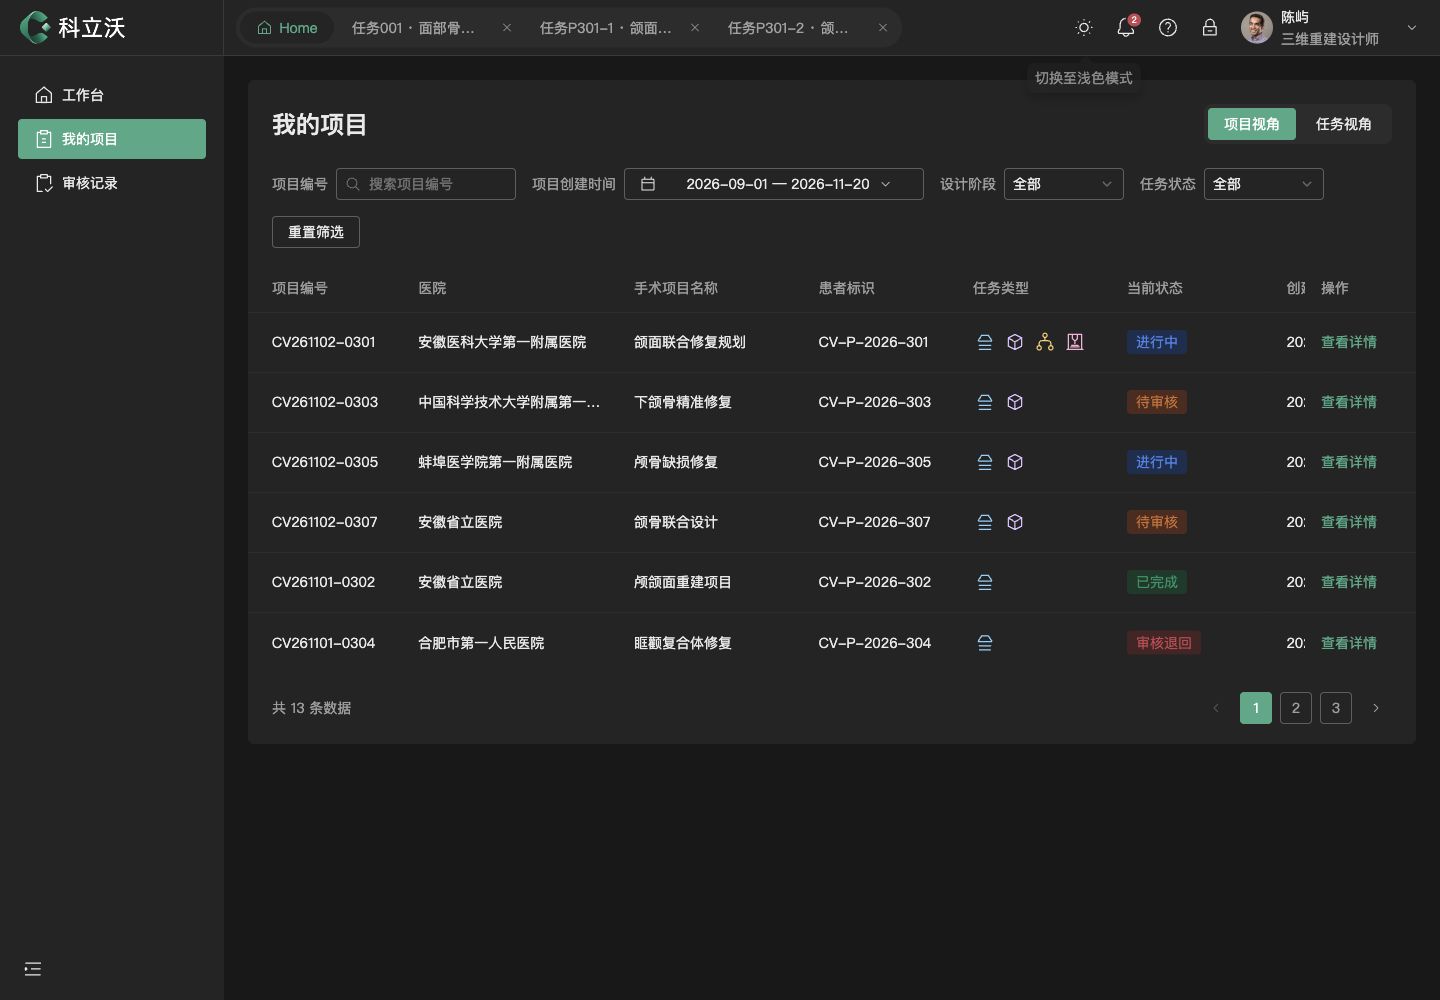 科立沃
Home
任务001 · 面部骨...
任务P301-1 · 颌面...
任务P301-2 · 颌...
2
陈屿
三维重建设计师
切换至浅色模式
工作台
我的项目
审核记录
我的项目
项目视角
任务视角
项目编号 搜索项目编号 项目创建时间 2026-09-01 — 2026-11-20 设计阶段 全部 任务状态 全部
重置筛选
项目编号 医院 手术项目名称 患者标识 任务类型 当前状态 创 操作
CV261102-0301 安徽医科大学第一附属医院 颌面联合修复规划 CV-P-2026-301 进行中 20 查看详情
CV261102-0303 中国科学技术大学附属第一... 下颌骨精准修复 CV-P-2026-303 待审核 20 查看详情
CV261102-0305 蚌埠医学院第一附属医院 颅骨缺损修复 CV-P-2026-305 进行中 20 查看详情
CV261102-0307 安徽省立医院 颌骨联合设计 CV-P-2026-307 待审核 20 查看详情
CV261101-0302 安徽省立医院 颅颌面重建项目 CV-P-2026-302 已完成 20 查看详情
CV261101-0304 合肥市第一人民医院 眶颧复合体修复 CV-P-2026-304 审核退回 20 查看详情
共 13 条数据
1 2 3